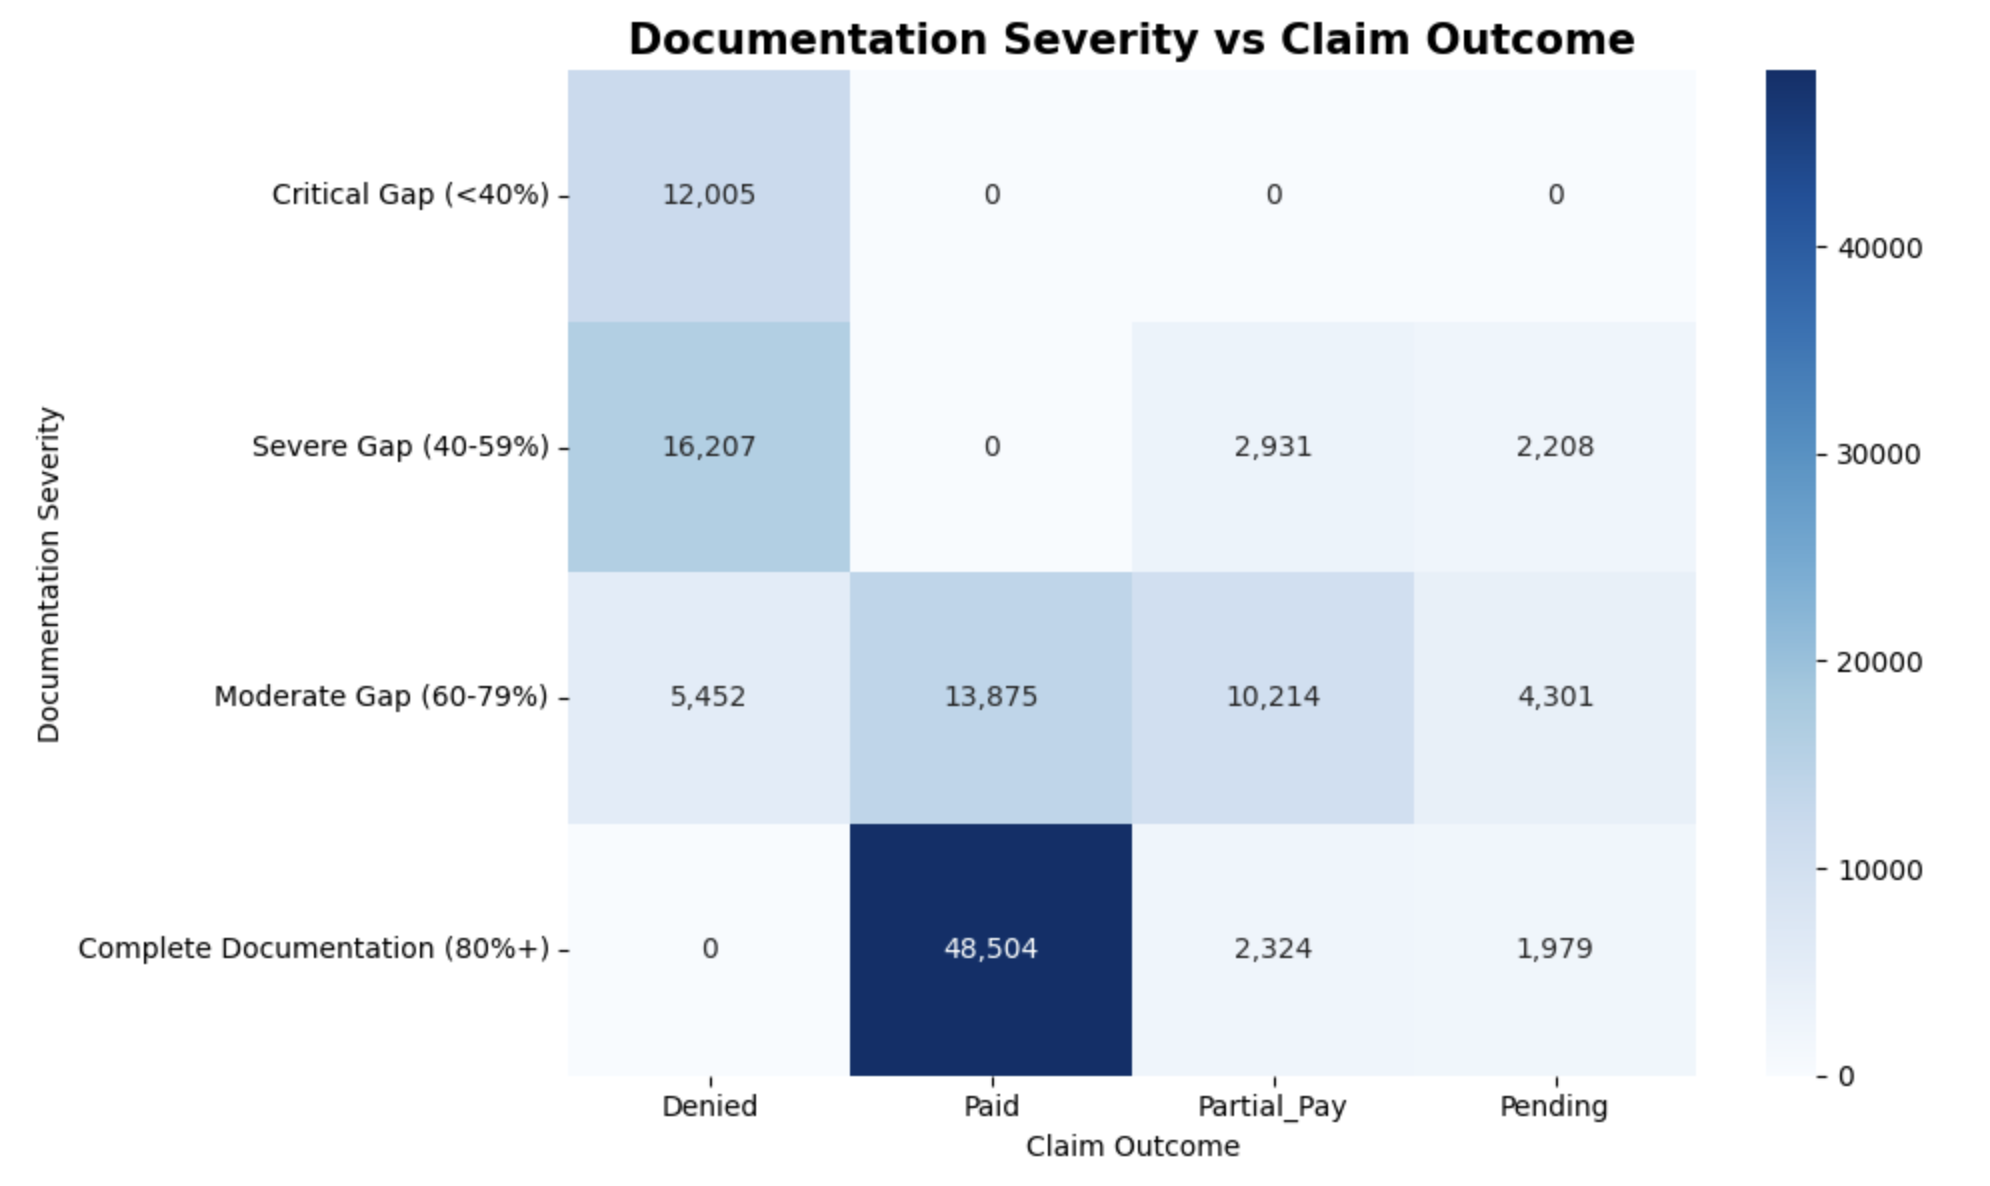 Documentation Severity vs Claim Outcome
Documentation Severity
Critical Gap (<40%)
12,005 0 0 0
Severe Gap (40-59%)
16,207 0 2,931 2,208
Moderate Gap (60-79%)
5,452 13,875 10,214 4,301
Complete Documentation (80%+)
0 48,504 2,324 1,979
Denied Paid Partial_Pay Pending
Claim Outcome
40000
30000
20000
10000
0